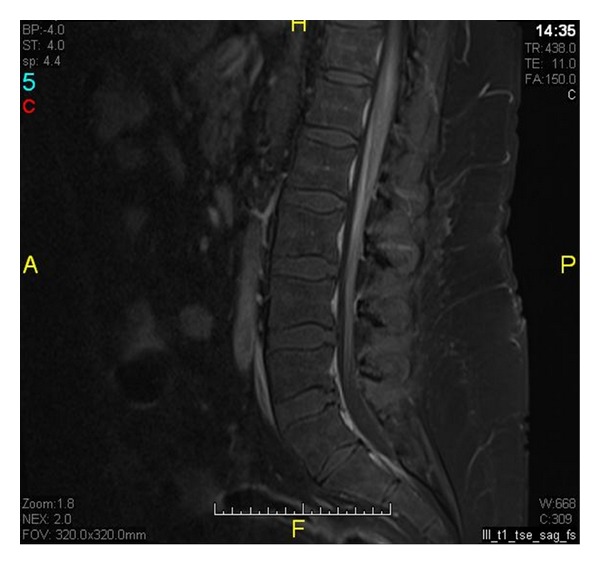 H
BP:-4.0
ST: 4.0
sp: 4.4
5
C
14:35
TR:438.0
TE: 11.0
FA:150.0
C
A
P
Zoom:1.8
NEX: 2.0
FOV: 320.0x320.0mm
F
W:668
C:309
III_t1_tse_sag_fs